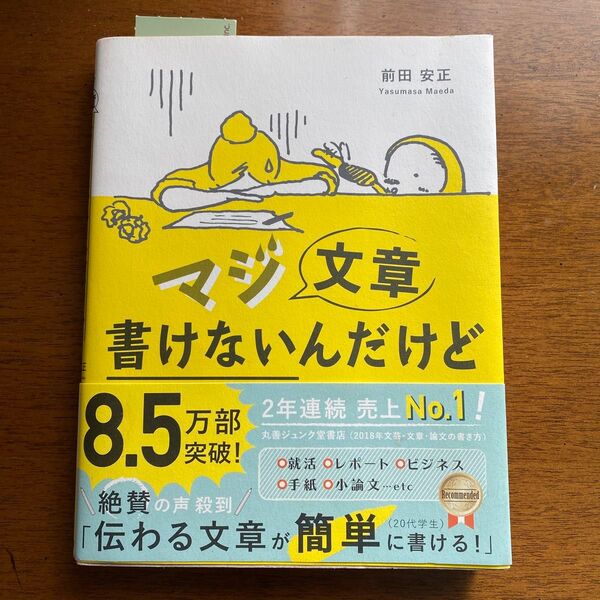 前田 安正
Yasumasa Maeda
マジ
文章
書けないんだけど
8.5万部
突破!
2年連続 売上No.1!
丸善ジュンク堂書店(2018年文芸・文章・論文の書き方)
○就活 ○レポート ○ビジネス
○手紙 ○小論文…etc
Recommended
絶賛の声殺到
(20代学生)
「伝わる文章が簡単に書ける!」